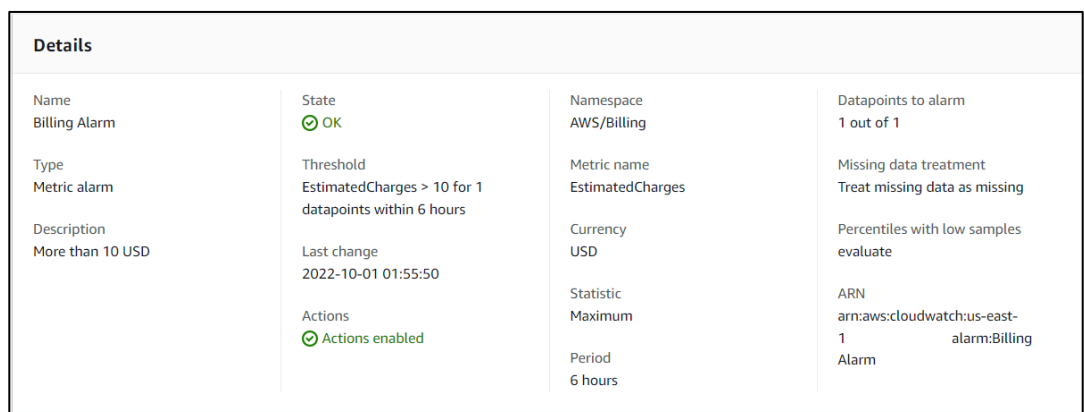 Details
Name
Billing Alarm
Type
Metric alarm
Description
More than 10 USD
State
OK
Threshold
EstimatedCharges > 10 for 1
datapoints within 6 hours
Last change
2022-10-01 01:55:50
Actions
Actions enabled
Namespace
AWS/Billing
Metric name
EstimatedCharges
Currency
USD
Statistic
Maximum
Period
6 hours
Datapoints to alarm
1 out of 1
Missing data treatment
Treat missing data as missing
Percentiles with low samples
evaluate
ARN
arn:aws:cloudwatch:us-east-
1 alarm:Billing
Alarm